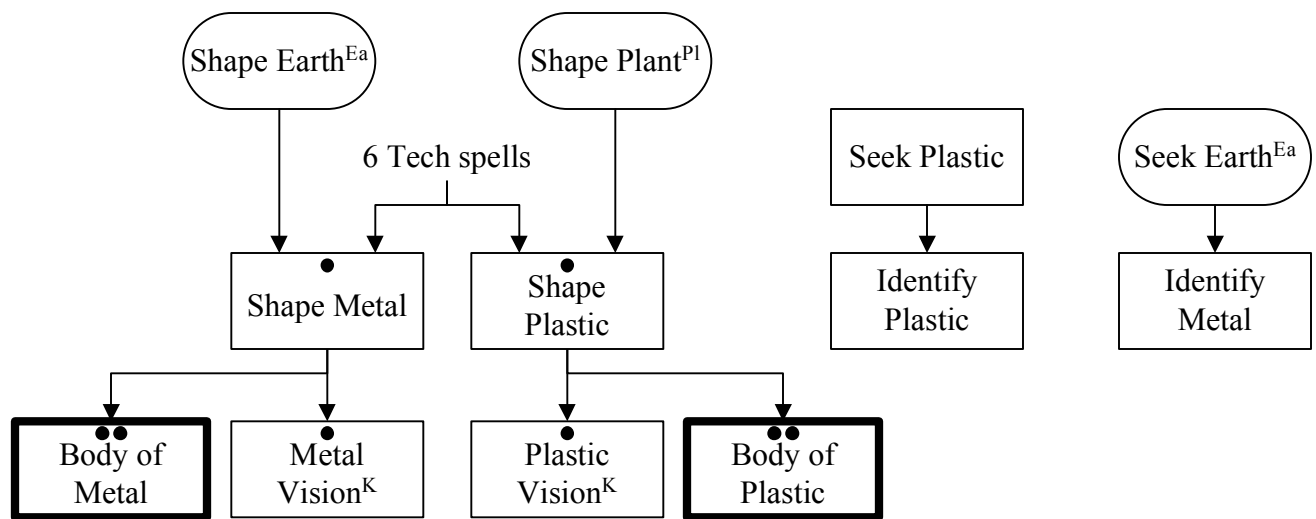 Shape Earth^Ea
Shape Plant^Pl
6 Tech spells
Seek Plastic
Seek Earth^Ea
Shape Metal
Shape
Plastic
Identify
Plastic
Identify
Metal
Body of
Metal
Metal
Vision^K
Plastic
Vision^K
Body of
Plastic